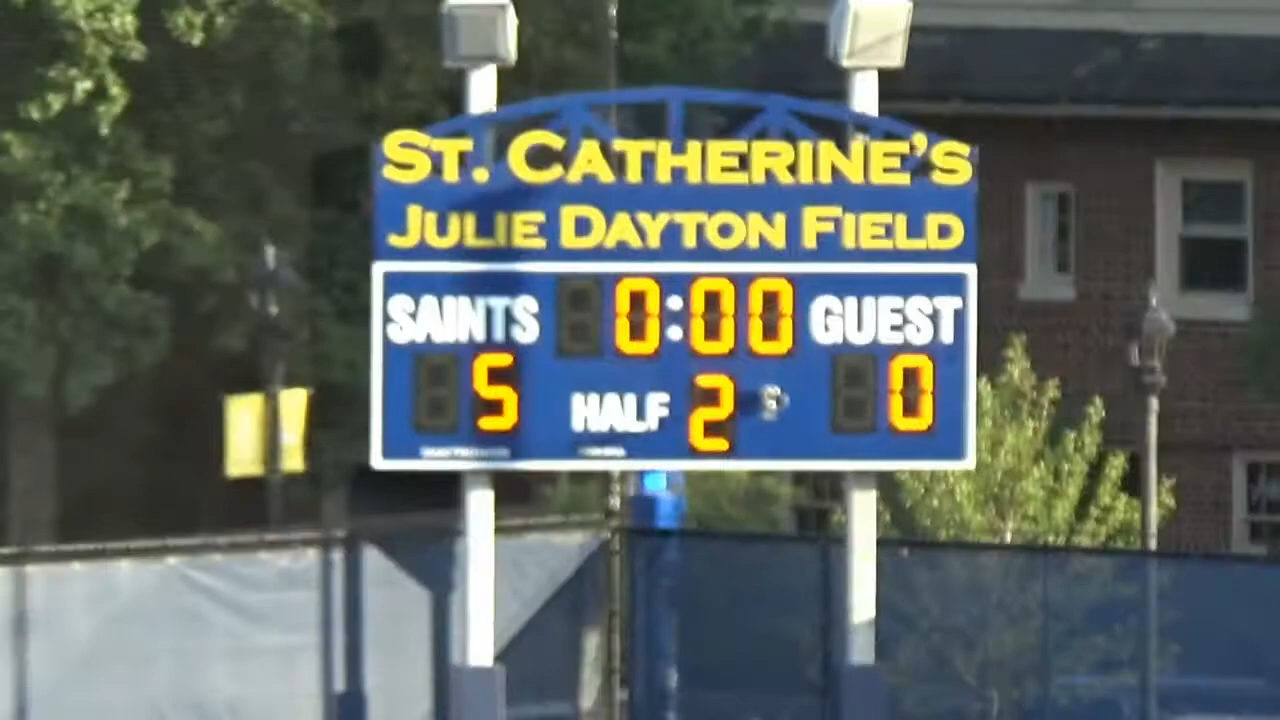 ST. CATHERINE'S
JULIE DAYTON FIELD
SAINTS 0:00 GUEST
5 HALF 2 0